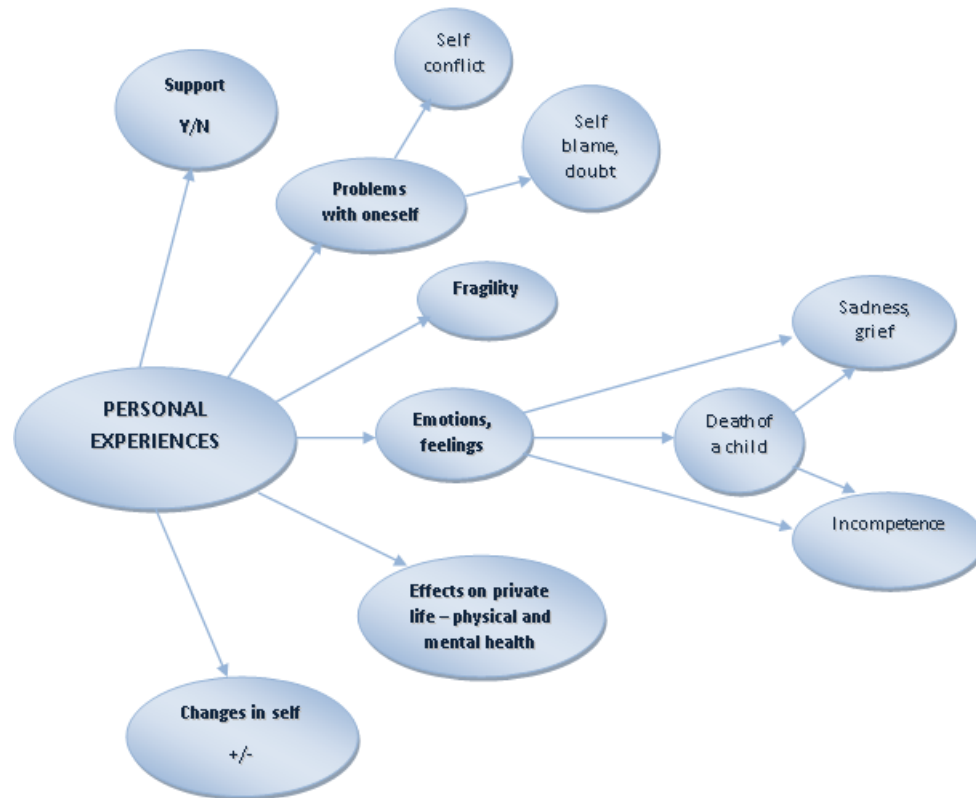 Self
conflict
Support
Y/N
Self
blame,
doubt
Problems
with oneself
Fragility
Sadness,
grief
PERSONAL
EXPERIENCES
Emotions,
feelings
Death of
a child
Incompetence
Effects on private
life – physical and
mental health
Changes in self
+/-